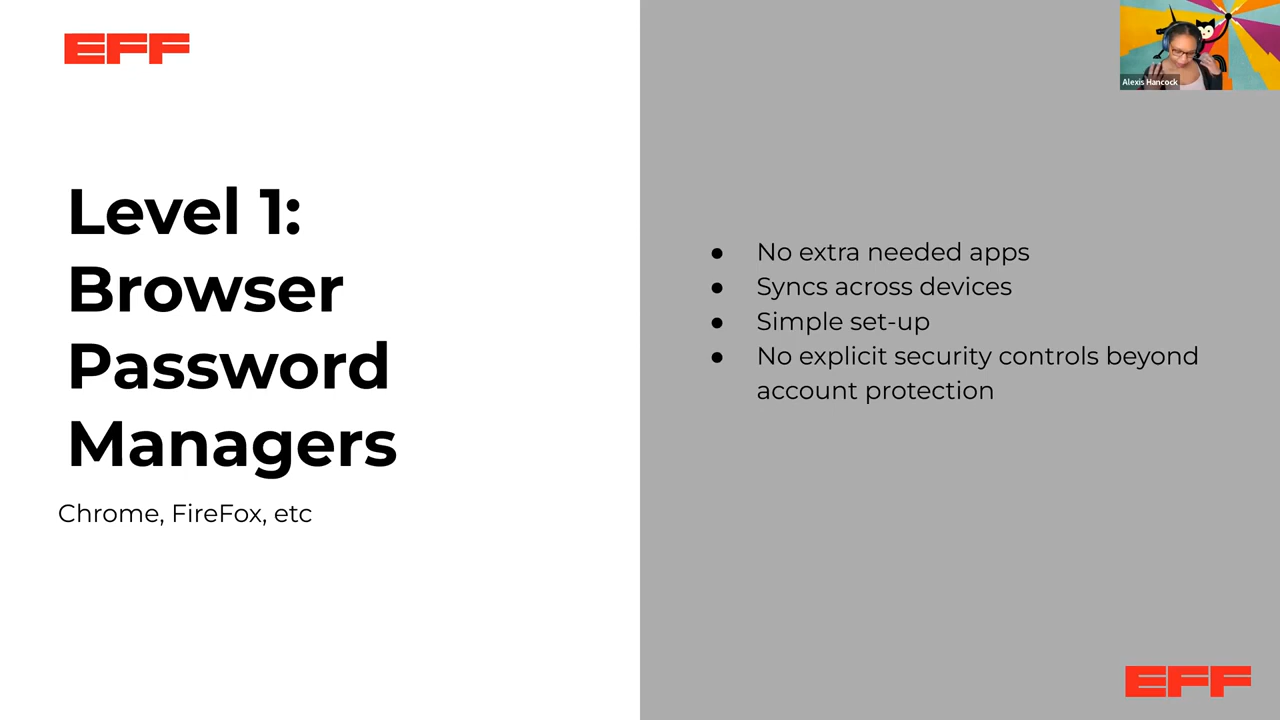 EFF
Alexis Hancock
Level 1:
Browser
Password
Managers
Chrome, FireFox, etc
● No extra needed apps
● Syncs across devices
● Simple set-up
● No explicit security controls beyond
account protection
EFF